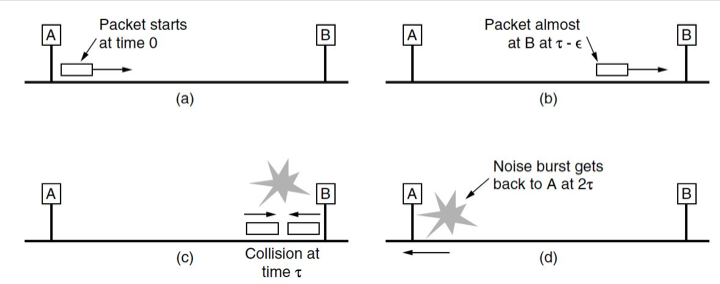 A
Packet starts
at time 0
B
(a)
A
Packet almost
at B at τ - ϵ
B
(b)
A
B
Collision at
time τ
(c)
A
Noise burst gets
back to A at 2τ
B
(d)